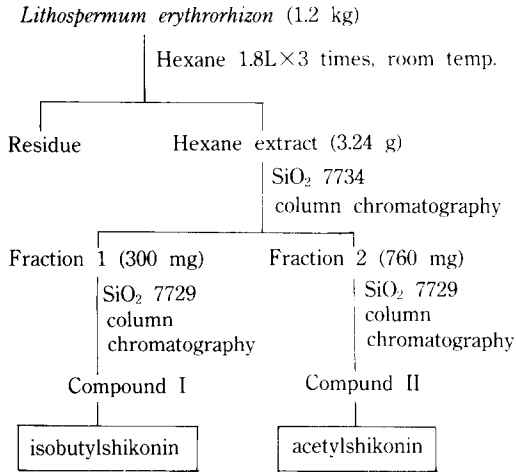 Lithospermum erythrorhizon (1.2 kg)
Hexane 1.8L×3 times, room temp.
Residue
Hexane extract (3.24 g)
SiO₂ 7734
column chromatography
Fraction 1 (300 mg)
SiO₂ 7729
column
chromatography
Compound I
isobutylshikonin
Fraction 2 (760 mg)
SiO₂ 7729
column
chromatography
Compund II
acetylshikonin